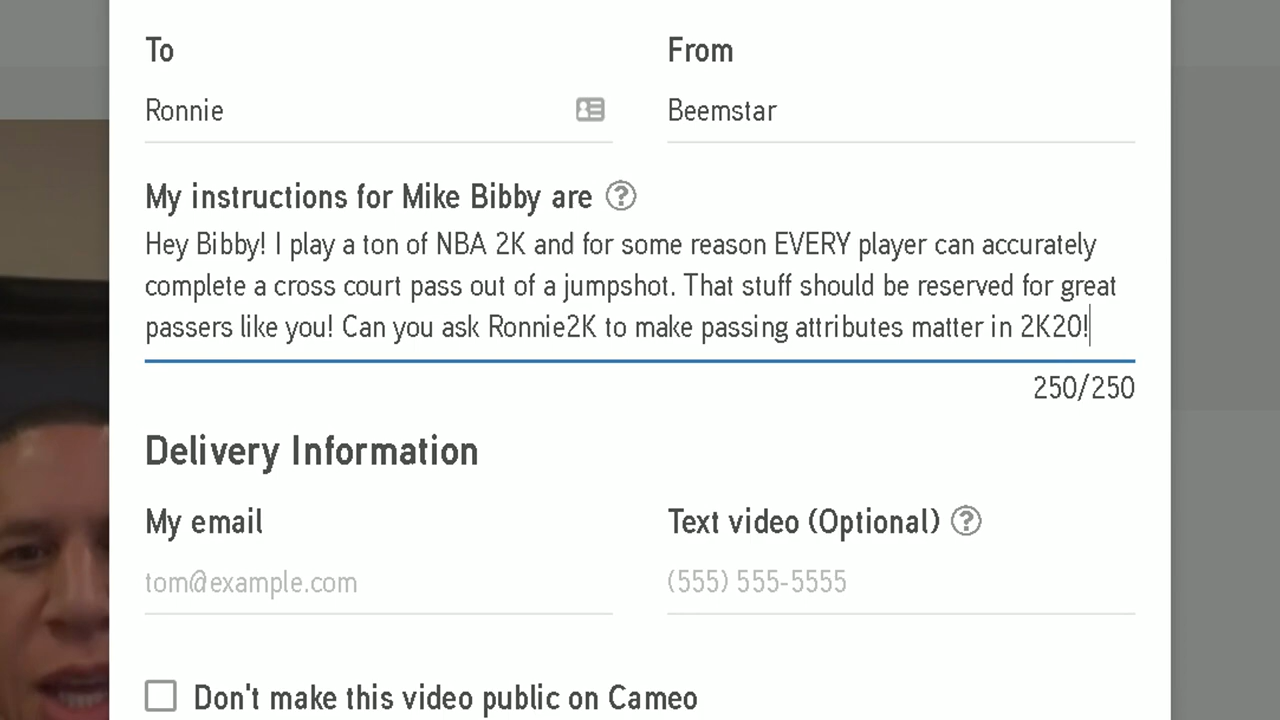 To
From
Ronnie
Beemstar
My instructions for Mike Bibby are
Hey Bibby! I play a ton of NBA 2K and for some reason EVERY player can accurately
complete a cross court pass out of a jumpshot. That stuff should be reserved for great
passers like you! Can you ask Ronnie2K to make passing attributes matter in 2K20!
250/250
Delivery Information
My email
Text video (Optional)
tom@example.com
(555) 555-5555
Don't make this video public on Cameo